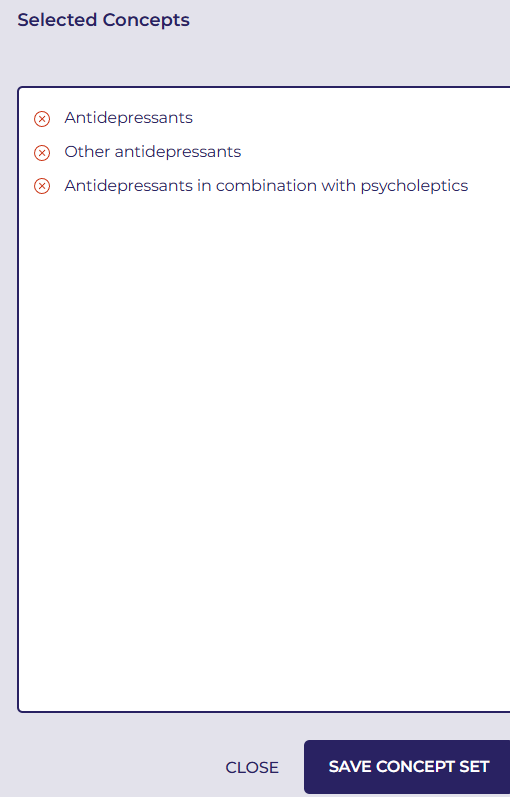 Selected Concepts
Antidepressants
Other antidepressants
Antidepressants in combination with psycholeptics
CLOSE
SAVE CONCEPT SET